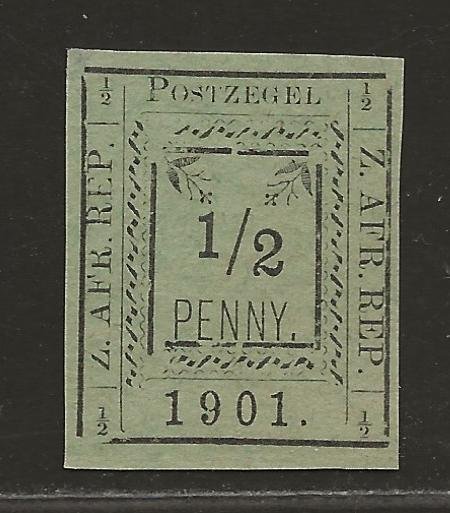 ½ POSTZEGEL ½
Z. AFR. REP.
Z. AFR. REP.
1/2
PENNY.
½ 1901. ½